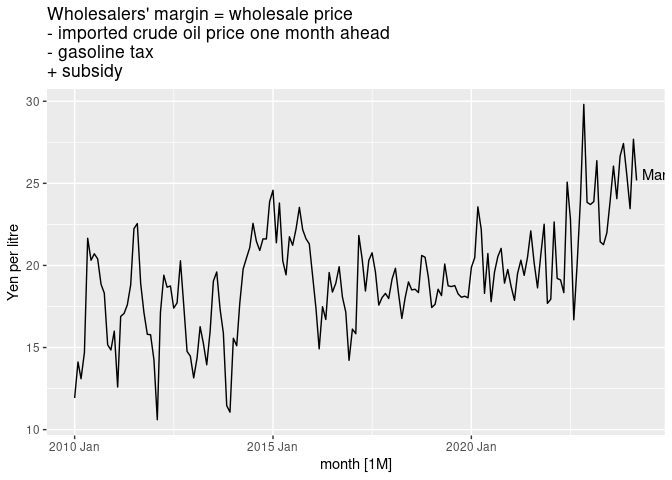 Wholesalers' margin = wholesale price
- imported crude oil price one month ahead
- gasoline tax
+ subsidy
Yen per litre
30
25
20
15
10
Mar
2010 Jan
2015 Jan
2020 Jan
month [1M]